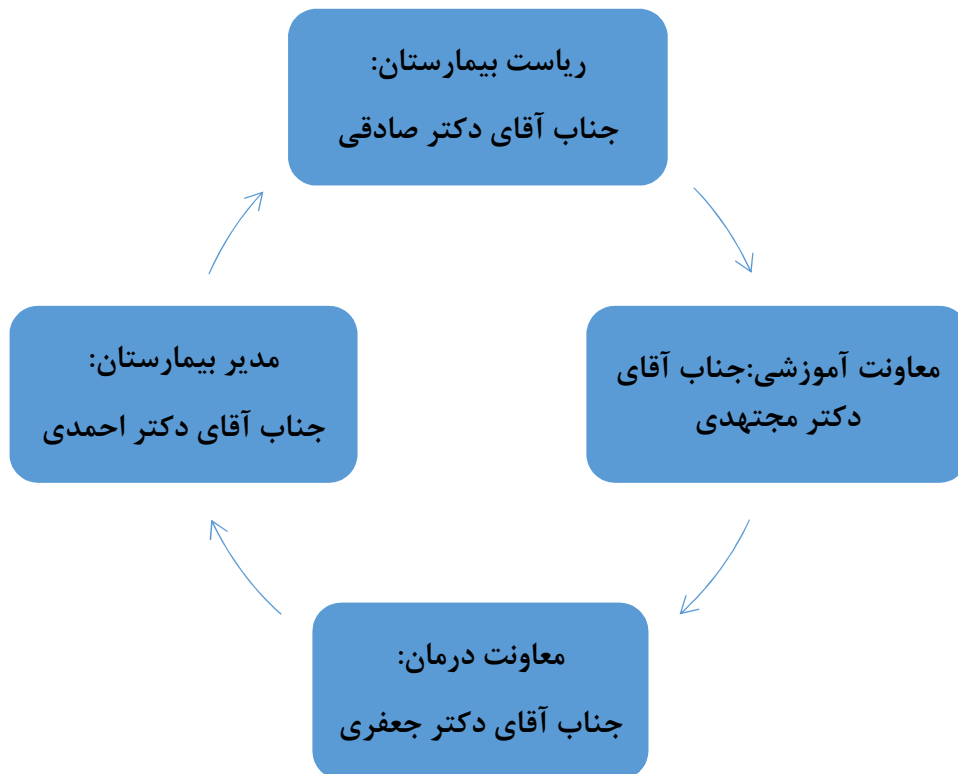 ریاست بیمارستان:
جناب آقای دکتر صادقی
معاونت آموزشی:جناب آقای
دکتر مجتهدی
معاونت درمان:
جناب آقای دکتر جعفری
مدیر بیمارستان:
جناب آقای دکتر احمدی